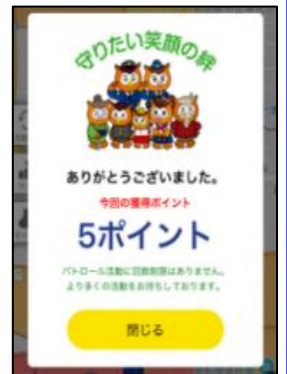 守りたい笑顔の絆
ありがとうございました。
今回の獲得ポイント
5ポイント
パトロール活動に回数制限はありません。
より多くの活動をお待ちしております。
閉じる